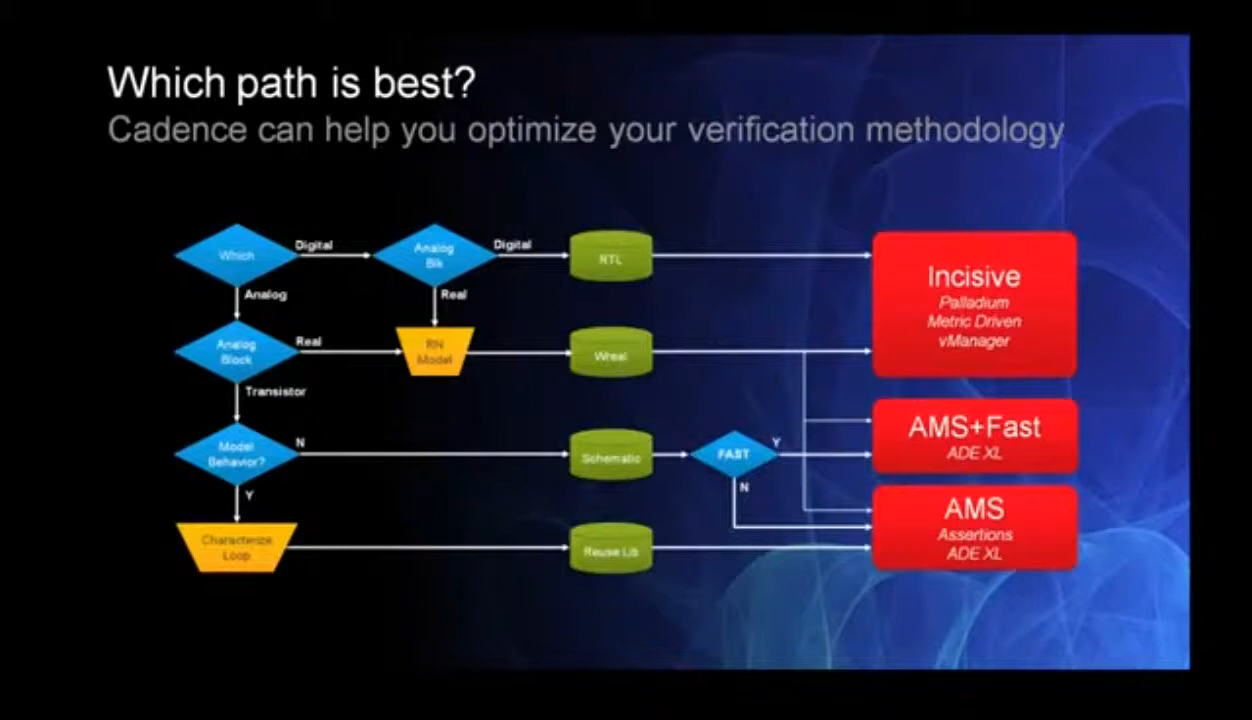 Which path is best?
Cadence can help you optimize your verification methodology
Which
Digital
Analog
Blk
Digital
RTL
Incisive
Palladium
Metric Driven
vManager
Analog
Real
Analog
Block
Real
RN
Model
Wreal
Transistor
AMS+Fast
ADE XL
Model
Behavior?
N
Schematic
FAST
Y
N
Y
AMS
Assertions
ADE XL
Characterize
Loop
Reuse Lib